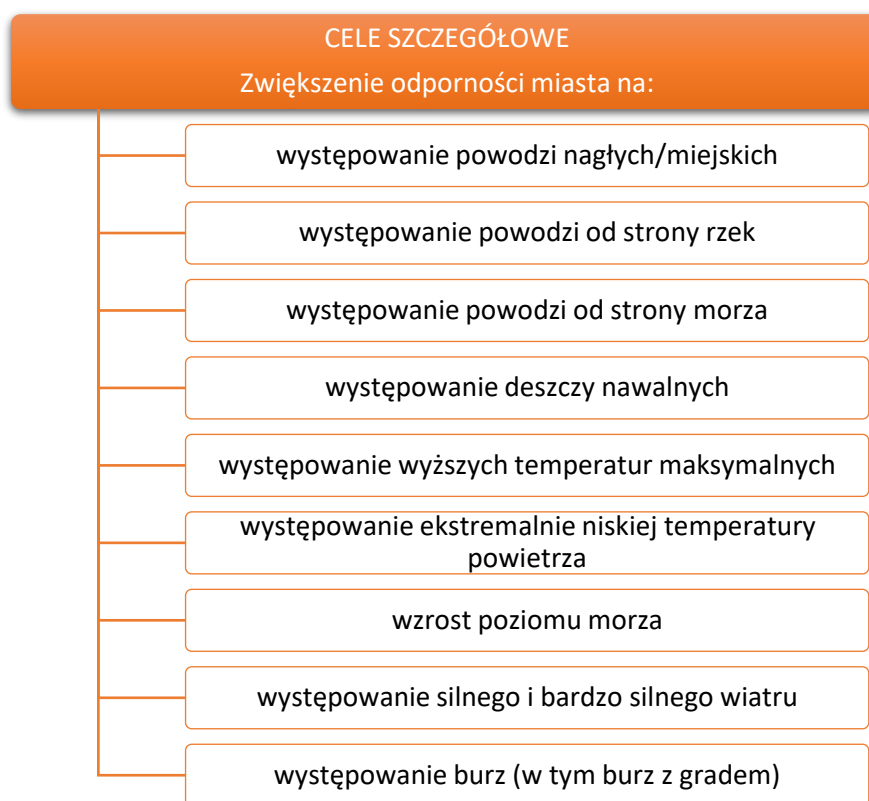 CELE SZCZEGÓŁOWE
Zwiększenie odporności miasta na:
występowanie powodzi nagłych/miejskich
występowanie powodzi od strony rzek
występowanie powodzi od strony morza
występowanie deszczy nawalnych
występowanie wyższych temperatur maksymalnych
występowanie ekstremalnie niskiej temperatury
powietrza
wzrost poziomu morza
występowanie silnego i bardzo silnego wiatru
występowanie burz (w tym burz z gradem)